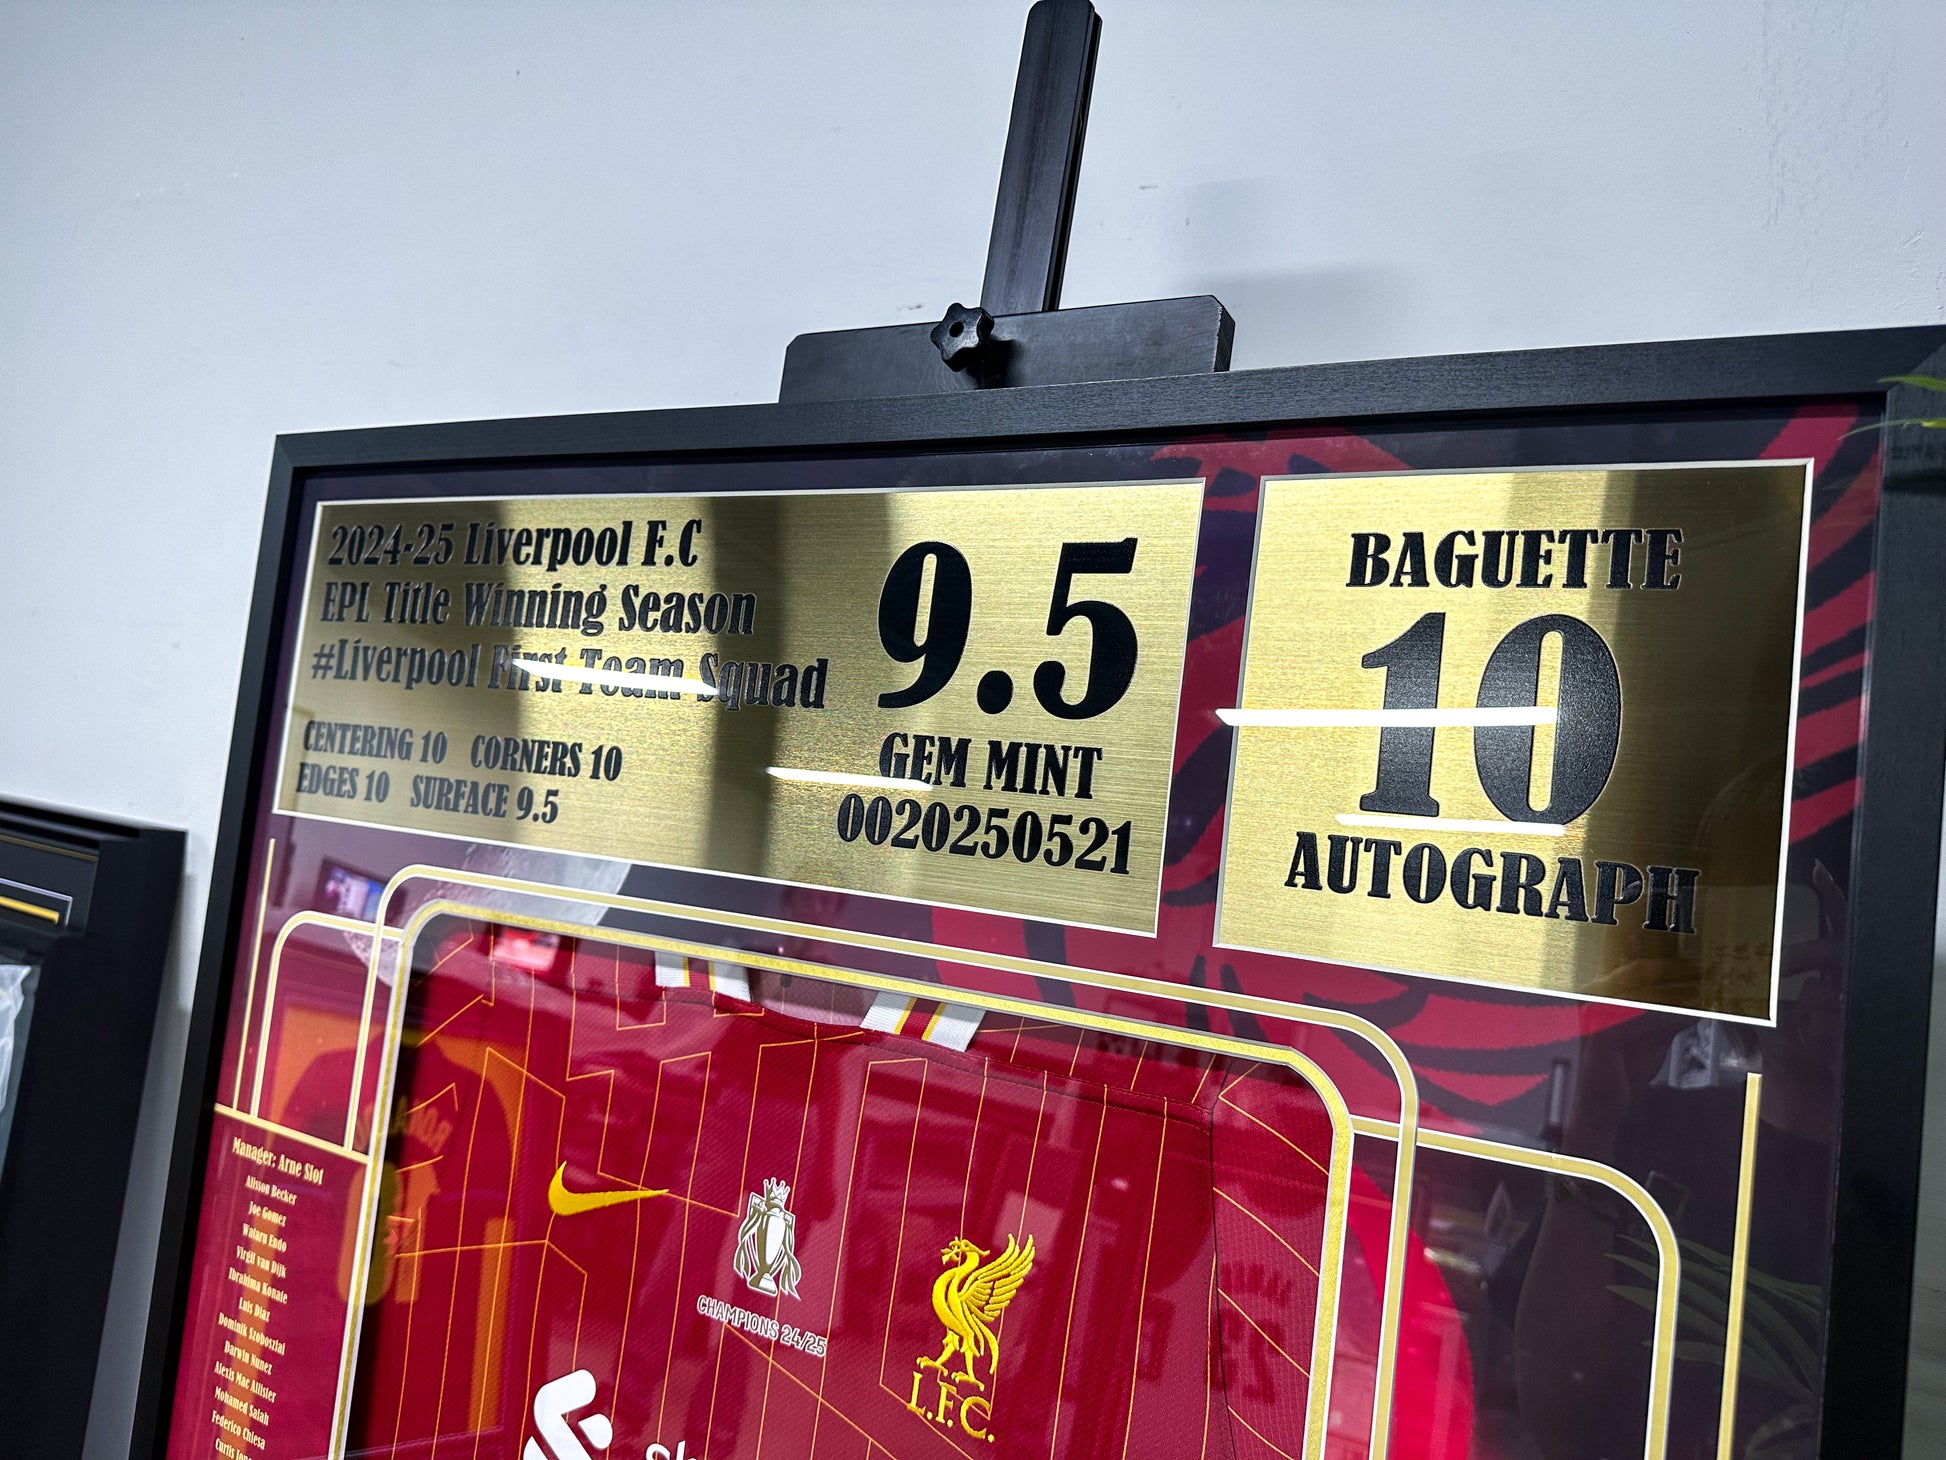 2024-25 Liverpool F.C
EPL Title Winning Season
#Liverpool First Team Squad
CENTERING 10 CORNERS 10
EDGES 10 SURFACE 9.5
9.5
GEM MINT
0020250521
BAGUETTE
10
AUTOGRAPH
Manager: Arne Slot
Alisson Becker
Joe Gomez
Wataru Endo
Virgil van Dijk
Ibrahima Konate
Luis Diaz
Dominik Szoboszlai
Darwin Nunez
Alexis Mac Allister
Mohamed Salah
Federico Chiesa
Curtis
CHAMPIONS 24/25
L.F.C.